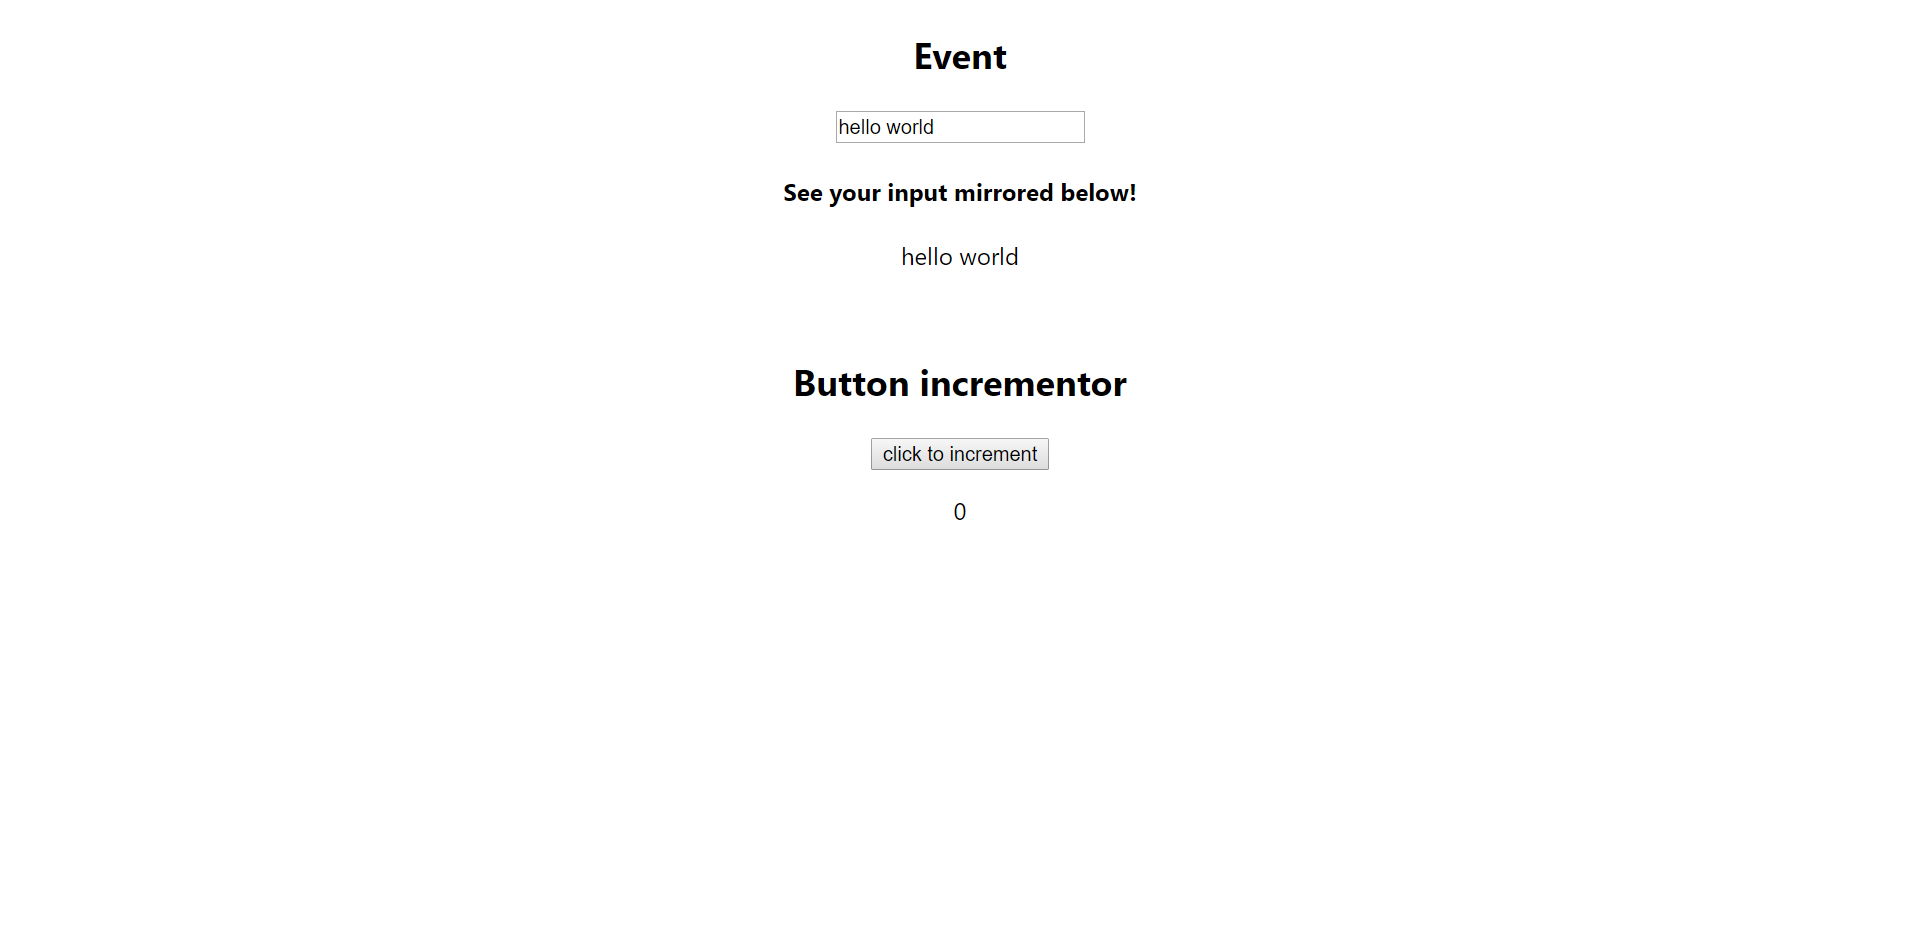 Event
hello world
See your input mirrored below!
hello world
Button incrementor
click to increment
0